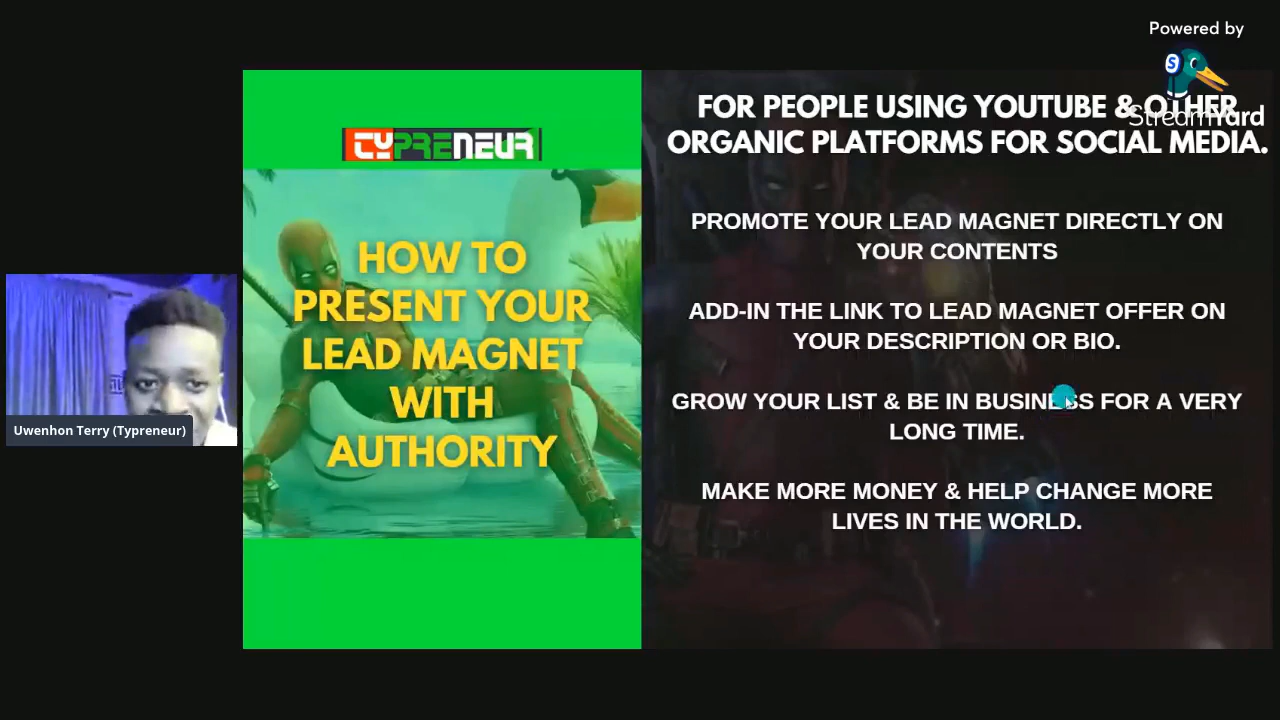 Powered by
StreamYard
TYPRENEUR
HOW TO
PRESENT YOUR
LEAD MAGNET
WITH
AUTHORITY
FOR PEOPLE USING YOUTUBE & OTHER
ORGANIC PLATFORMS FOR SOCIAL MEDIA.
PROMOTE YOUR LEAD MAGNET DIRECTLY ON
YOUR CONTENTS
ADD-IN THE LINK TO LEAD MAGNET OFFER ON
YOUR DESCRIPTION OR BIO.
GROW YOUR LIST & BE IN BUSINESS FOR A VERY
LONG TIME.
MAKE MORE MONEY & HELP CHANGE MORE
LIVES IN THE WORLD.
Uwenhon Terry (Typreneur)